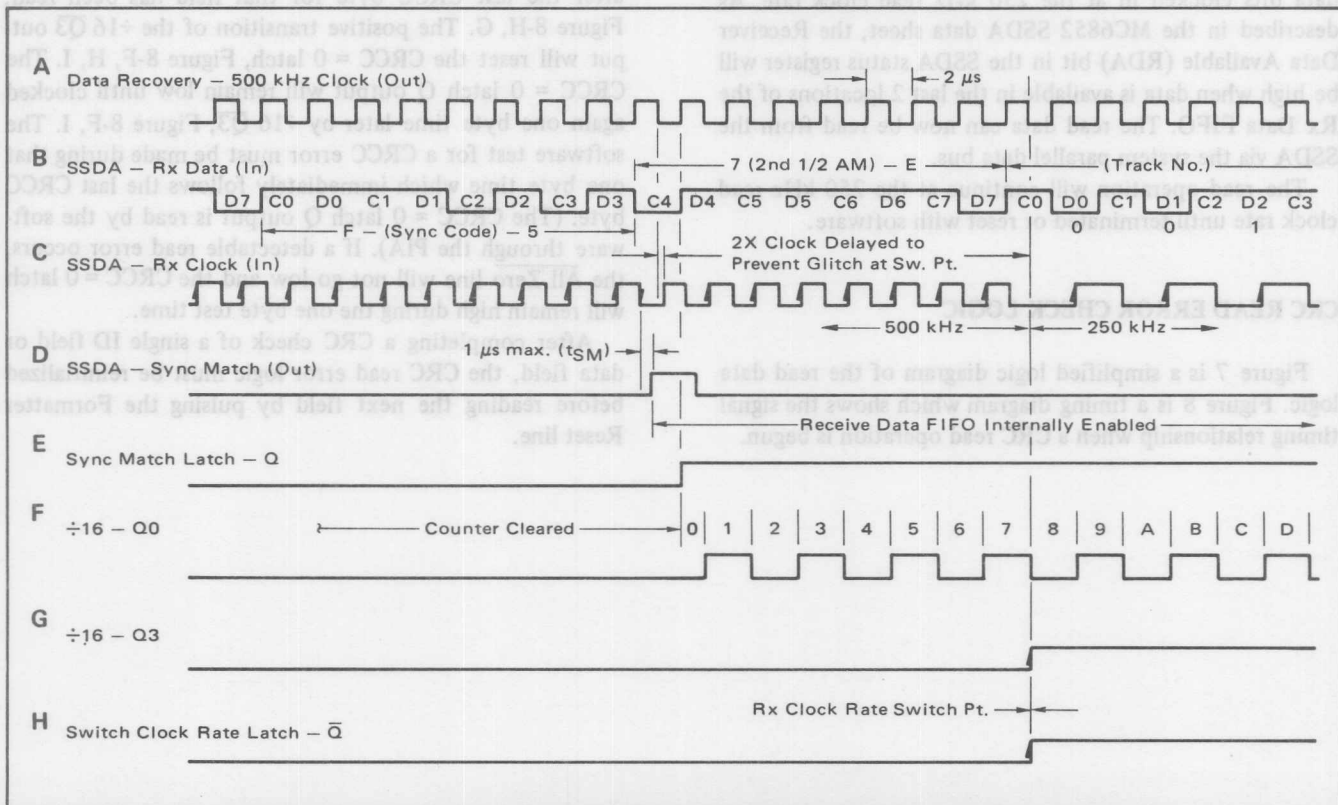 A Data Recovery – 500 kHz Clock (Out)
2 μs
B SSDA – Rx Data (In)
7 (2nd 1/2 AM) – E
(Track No.)
D7 C0 D0 C1 D1 C2 D2 C3 D3 C4 D4 C5 D5 C6 D6 C7 D7 C0 D0 C1 D1 C2 D2 C3
0 0 1
F – (Sync Code) – 5
C SSDA – Rx Clock (In)
2X Clock Delayed to
Prevent Glitch at Sw. Pt.
500 kHz
250 kHz
1 μs max. (tSM)
D SSDA – Sync Match (Out)
Receive Data FIFO Internally Enabled
E Sync Match Latch – Q
F ÷16 – Q0
Counter Cleared
0 1 2 3 4 5 6 7 8 9 A B C D
G ÷16 – Q3
Rx Clock Rate Switch Pt.
H Switch Clock Rate Latch – Q̅